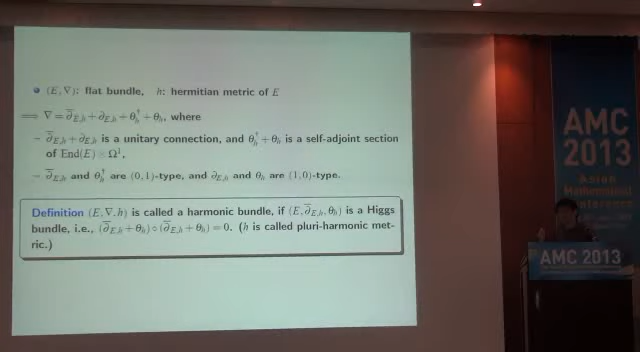 (E, ∇): flat bundle, h: hermitian metric of E
⟹ ∇ = ∂̄_{E,h} + ∂_{E,h} + θ_h^† + θ_h, where
– ∂̄_{E,h} + ∂_{E,h} is a unitary connection, and θ_h^† + θ_h is a self-adjoint section
of End(E) ⊗ Ω^1,
– ∂̄_{E,h} and θ_h^† are (0,1)-type, and ∂_{E,h} and θ_h are (1,0)-type.
Definition (E, ∇, h) is called a harmonic bundle, if (E, ∂̄_{E,h}, θ_h) is a Higgs
bundle, i.e., (∂̄_{E,h} + θ_h) ∘ (∂̄_{E,h} + θ_h) = 0. (h is called pluri-harmonic met-
ric.)
AMC
2013
Asian
Mathematical
Conference
AMC 2013